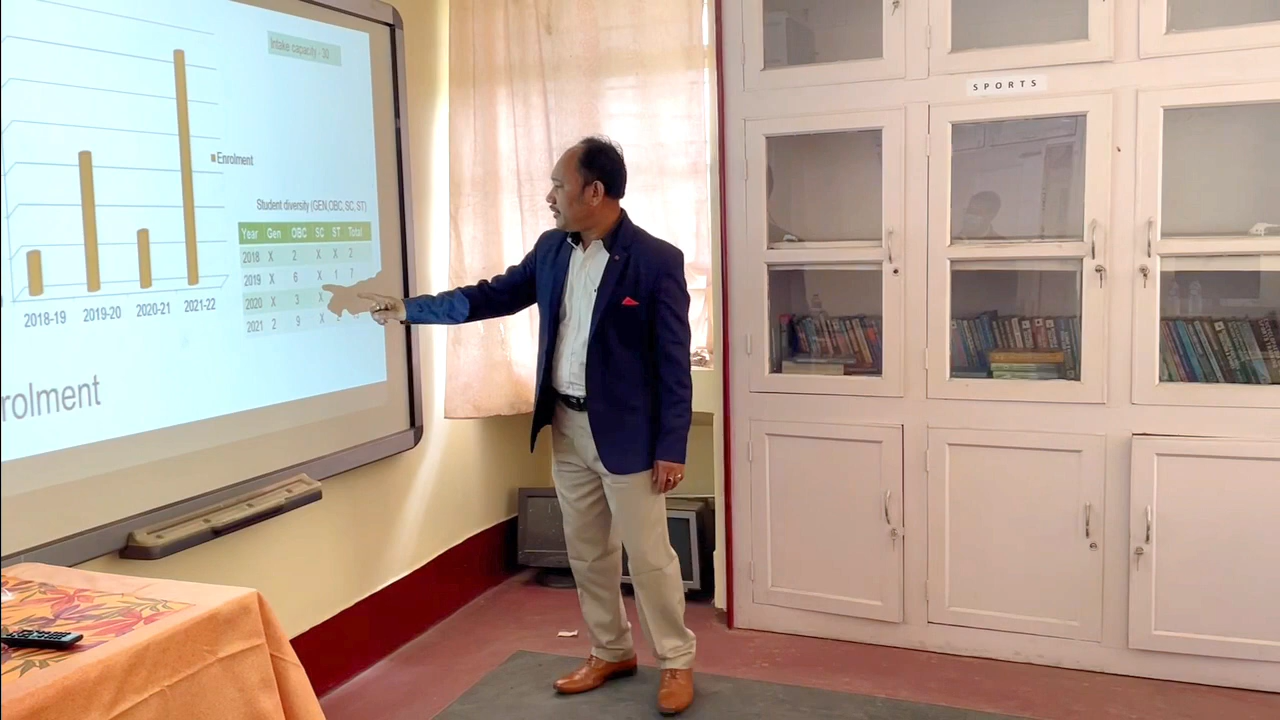 Intake capacity - 30
Enrolment
Student diversity (GEN,OBC, SC, ST)
Year Gen OBC SC ST Total
2018 X 2 X X 2
2019 X 6 X 1 7
2020 X 3 X
2021 2 9 X
2018-19 2019-20 2020-21 2021-22
rolment
SPORTS